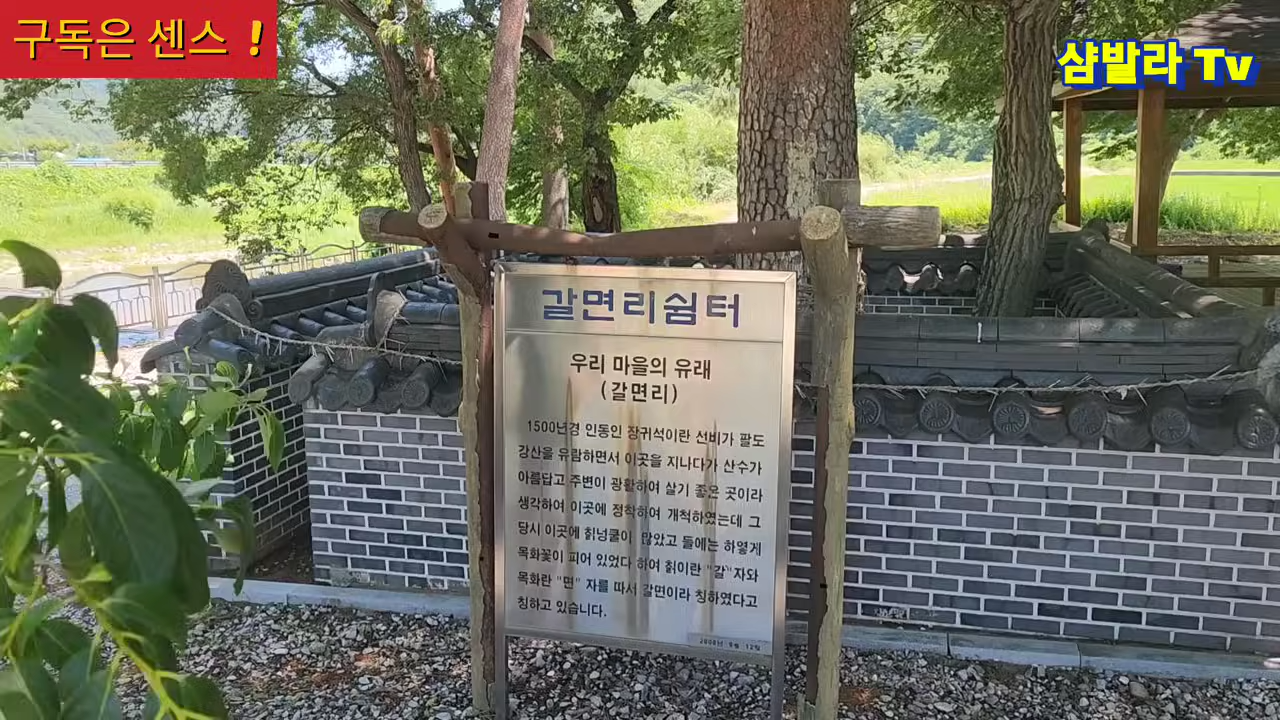 구독은 센스 !
샴발라 Tv
갈면리쉼터
우리 마을의 유래
(갈면리)
1500년경 인동인 장귀석이란 선비가 팔도
강산을 유람하면서 이곳을 지나다가 산수가
아름답고 주변이 광활하여 살기 좋은 곳이라
생각하여 이곳에 정착하여 개척하였는데 그
당시 이곳에 칡넝쿨이 많았고 들에는 하얗게
목화꽃이 피어 있었다 하여 칡이란 "갈"자와
목화란 "면" 자를 따서 갈면이라 칭하였다고
칭하고 있습니다.